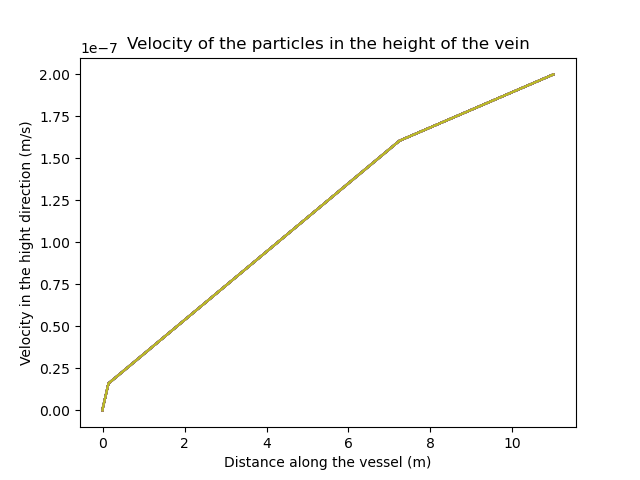 Velocity of the particles in the height of the vein
1e−7
2.00
1.75
1.50
1.25
1.00
0.75
0.50
0.25
0.00
Velocity in the hight direction (m/s)
0 2 4 6 8 10
Distance along the vessel (m)